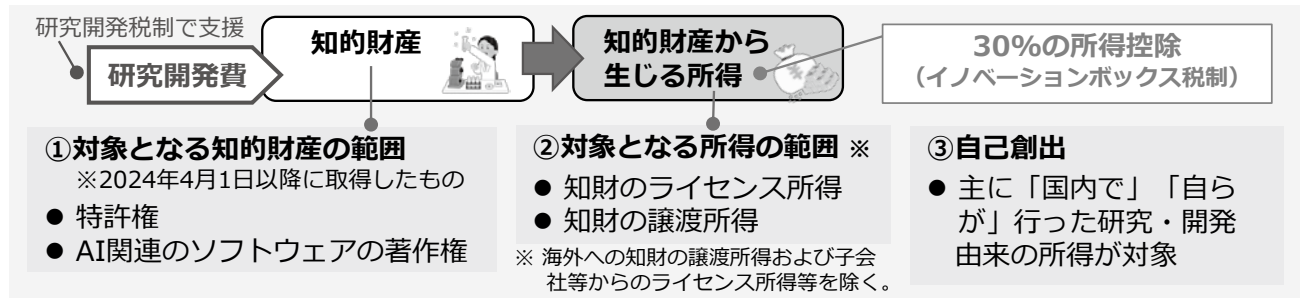 研究開発税制で支援
研究開発費
知的財産
知的財産から
生じる所得
30%の所得控除
（イノベーションボックス税制）
①対象となる知的財産の範囲
※2024年4月1日以降に取得したもの
● 特許権
● AI関連のソフトウェアの著作権
②対象となる所得の範囲 ※
● 知財のライセンス所得
● 知財の譲渡所得
※ 海外への知財の譲渡所得および子会
社等からのライセンス所得等を除く。
③自己創出
● 主に「国内で」「自ら
が」行った研究・開発
由来の所得が対象